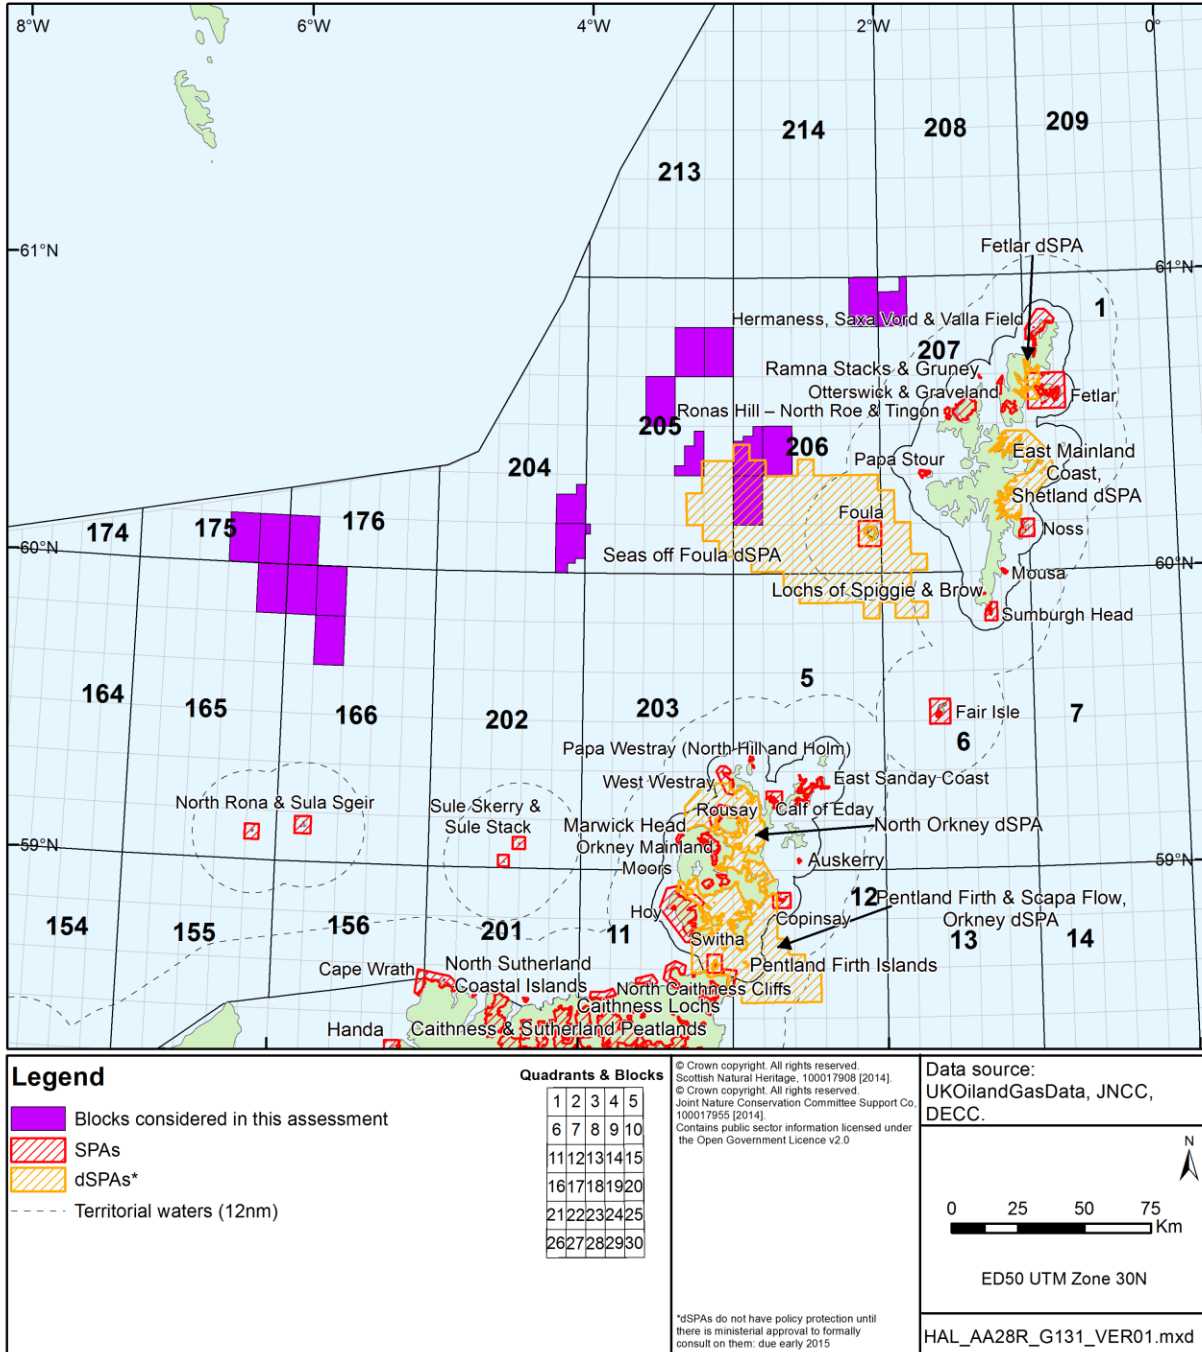 8°W
6°W
4°W
2°W
0°
214
208
209
213
61°N
Fetlar dSPA
61°N
1
Hermaness, Saxa Vord & Valla Field
207
Ramna Stacks & Gruney
Otterswick & Graveland
Fetlar
Ronas Hill – North Roe & Tingon
205
206
204
Papa Stour
East Mainland
Coast,
Shetland dSPA
174
175
176
Foula
Noss
60°N
Seas off Foula dSPA
60°N
Mousa
Lochs of Spiggie & Brow
Sumburgh Head
164
165
166
202
203
5
7
Fair Isle
6
Papa Westray (North Hill and Holm)
West Westray
East Sanday Coast
North Rona & Sula Sgeir
Sule Skerry &
Sule Stack
Rousay
Calf of Eday
Marwick Head
North Orkney dSPA
Orkney Mainland
Moors
59°N
Auskerry
59°N
12
Pentland Firth & Scapa Flow,
Orkney dSPA
Hoy
Copinsay
154
155
156
201
11
13
14
Switha
Cape Wrath
North Sutherland
Coastal Islands
Pentland Firth Islands
North Caithness Cliffs
Caithness Lochs
Handa
Caithness & Sutherland Peatlands
Legend
Blocks considered in this assessment
SPAs
dSPAs*
Territorial waters (12nm)
Quadrants & Blocks
1 2 3 4 5
6 7 8 9 10
11 12 13 14 15
16 17 18 19 20
21 22 23 24 25
26 27 28 29 30
© Crown copyright. All rights reserved.
Scottish Natural Heritage, 100017908 [2014].
© Crown copyright. All rights reserved.
Joint Nature Conservation Committee Support Co,
100017955 [2014].
Contains public sector information licensed under
the Open Government Licence v2.0
*dSPAs do not have policy protection until
there is ministerial approval to formally
consult on them: due early 2015
Data source:
UKOilandGasData, JNCC,
DECC.
N
0 25 50 75
Km
ED50 UTM Zone 30N
HAL_AA28R_G131_VER01.mxd